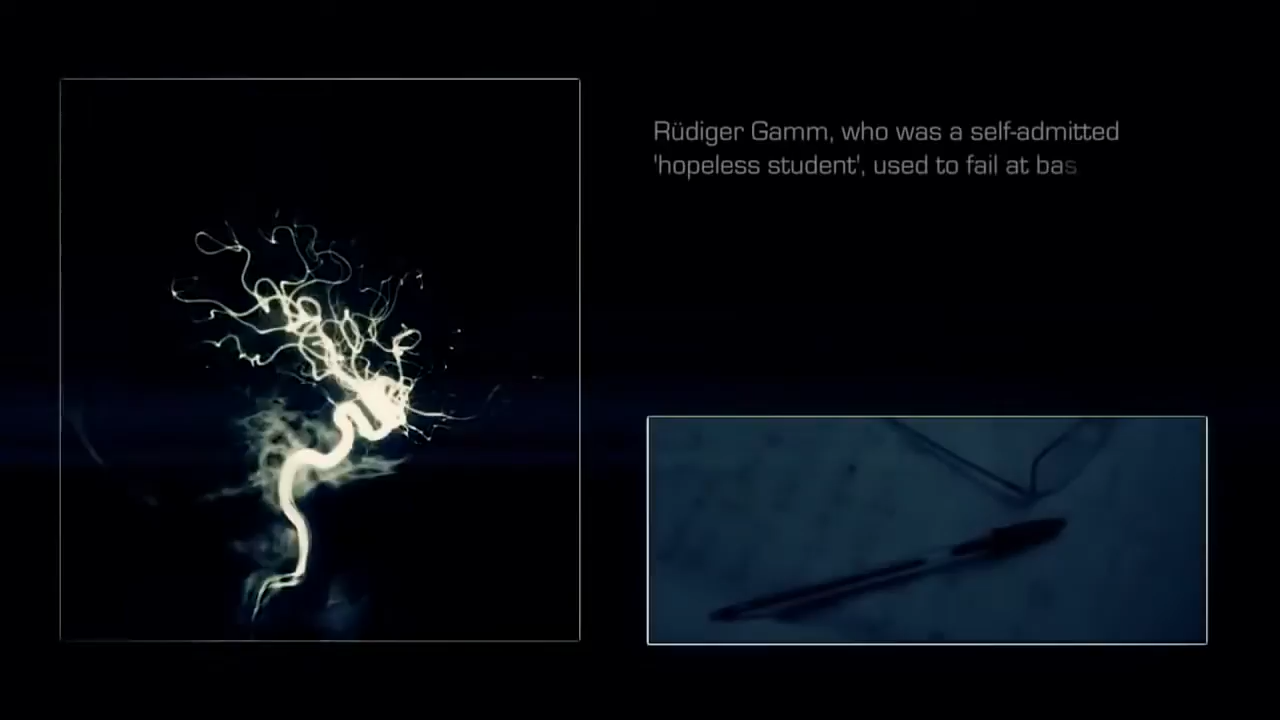 Rüdiger Gamm, who was a self-admitted
'hopeless student', used to fail at bas